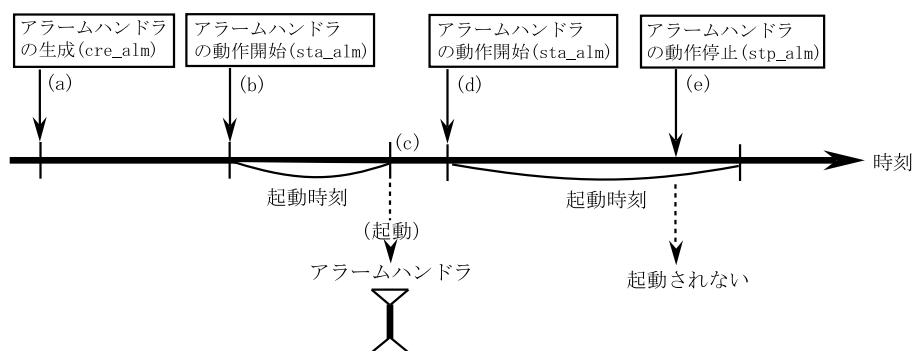 アラームハンドラ
の生成(cre_alm)
アラームハンドラ
の動作開始(sta_alm)
アラームハンドラ
の動作開始(sta_alm)
アラームハンドラ
の動作停止(stp_alm)
(a)
(b)
(d)
(e)
(c)
時刻
起動時刻
起動時刻
(起動)
アラームハンドラ
起動されない